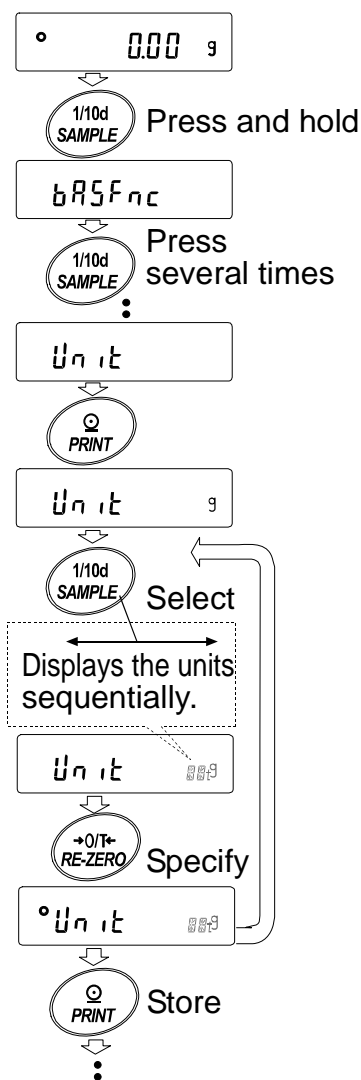 0.00 g
1/10d
SAMPLE
Press and hold
bASFnc
1/10d
SAMPLE
Press
several times
Unit
PRINT
Unit g
1/10d
SAMPLE
Select
Displays the units
sequentially.
Unit
→0/T←
RE-ZERO
Specify
Unit
PRINT
Store